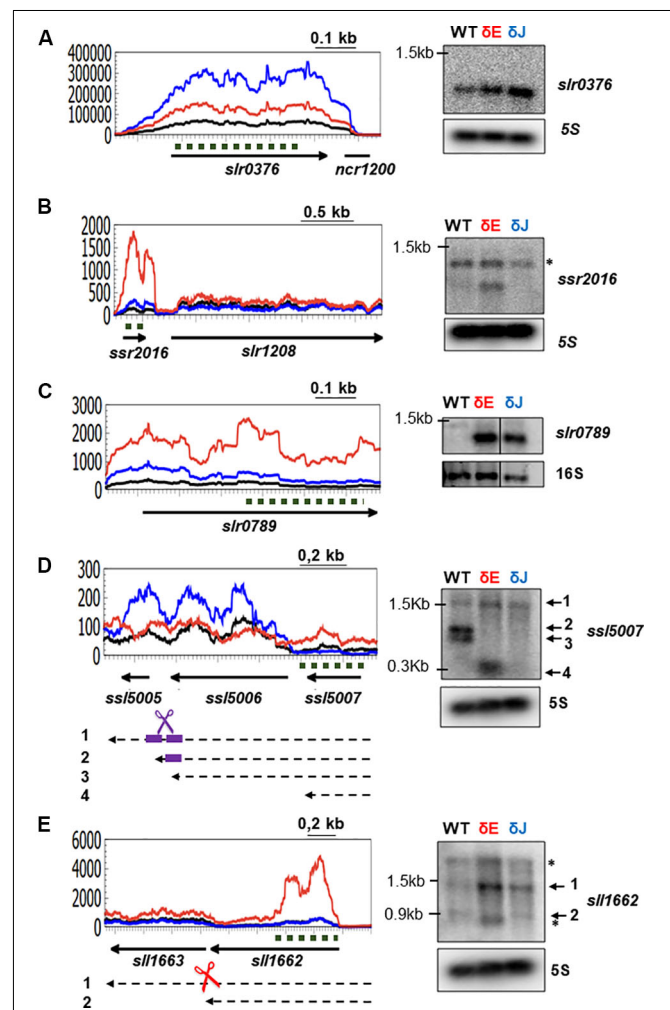 A
0.1 kb
400000
300000
200000
100000
0
slr0376
ncr1200
WT δE δJ
1.5kb
slr0376
5S
B
0.5 kb
2000
1500
1000
500
0
ssr2016
slr1208
WT δE δJ
1.5kb
*
ssr2016
5S
C
0.1 kb
3000
2000
1000
0
slr0789
WT δE δJ
1.5kb
slr0789
16S
D
0,2 kb
300
200
100
0
ssl5005
ssl5006
ssl5007
1
2
3
4
WT δE δJ
1.5Kb
0.3Kb
1
2
3
4
ssl5007
5S
E
0,2 kb
6000
4000
2000
0
sll1663
sll1662
1
2
WT δE δJ
1.5kb
0.9kb
*
1
2
*
sll1662
5S